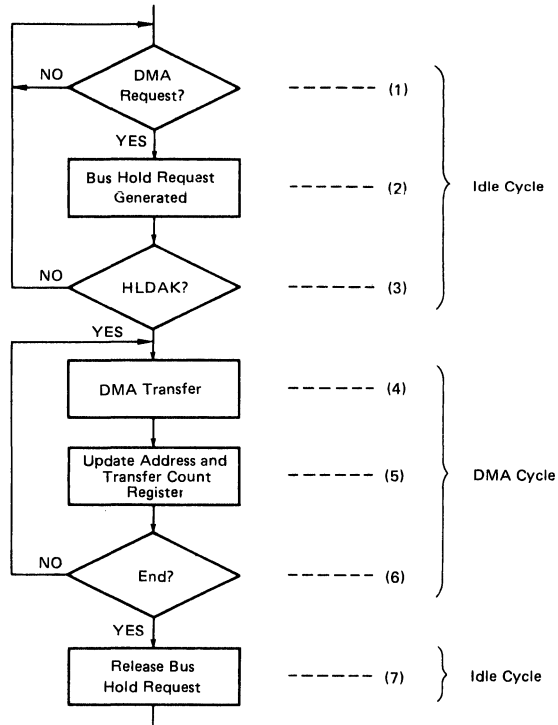 NO
DMA
Request?
(1)
YES
Bus Hold Request
Generated
(2)
Idle Cycle
NO
HLDAK?
(3)
YES
DMA Transfer
(4)
Update Address and
Transfer Count
Register
(5)
DMA Cycle
NO
End?
(6)
YES
Release Bus
Hold Request
(7)
Idle Cycle